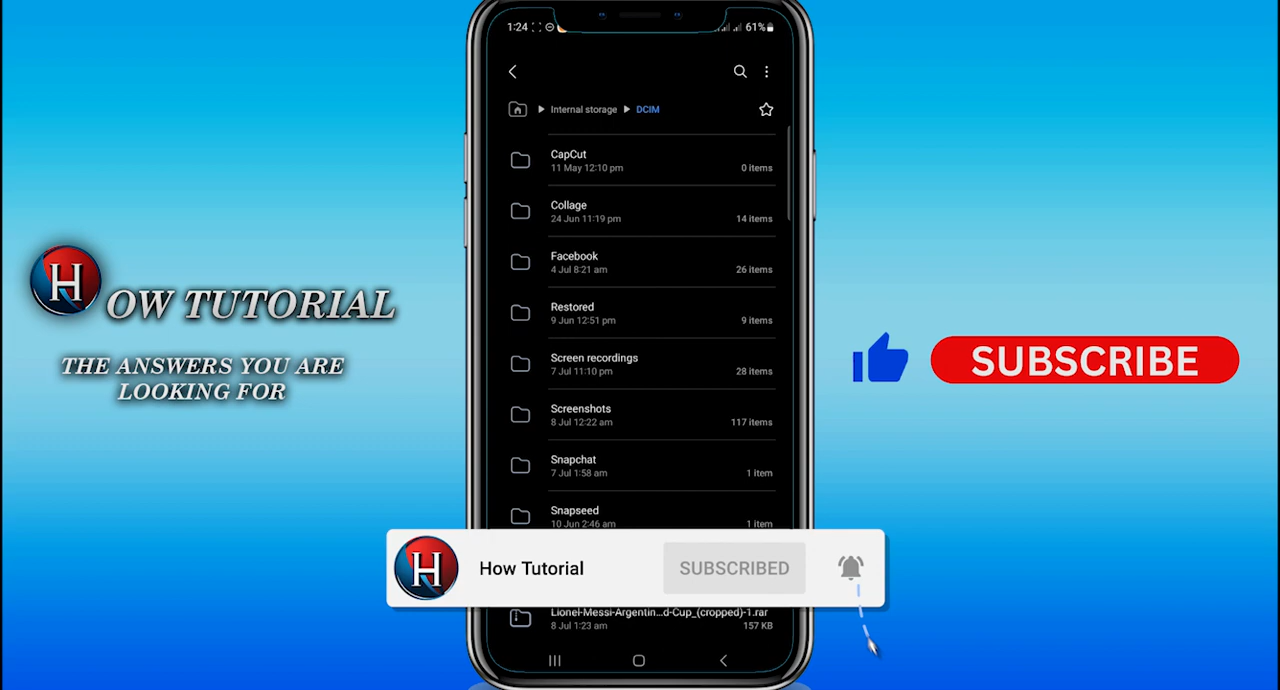 1:24
61%
Internal storage
DCIM
CapCut
11 May 12:10 pm
0 items
Collage
24 Jun 11:19 pm
14 items
Facebook
4 Jul 8:21 am
26 items
Restored
9 Jun 12:51 pm
9 items
Screen recordings
7 Jul 11:10 pm
28 items
Screenshots
8 Jul 12:22 am
117 items
Snapchat
7 Jul 1:58 am
1 item
Snapseed
10 Jun 2:46 am
1 item
Lionel-Messi-Argentin...d-Cup_(cropped)-1.rar
8 Jul 1:23 am
157 KB
HOW TUTORIAL
THE ANSWERS YOU ARE
LOOKING FOR
SUBSCRIBE
H
How Tutorial
SUBSCRIBED